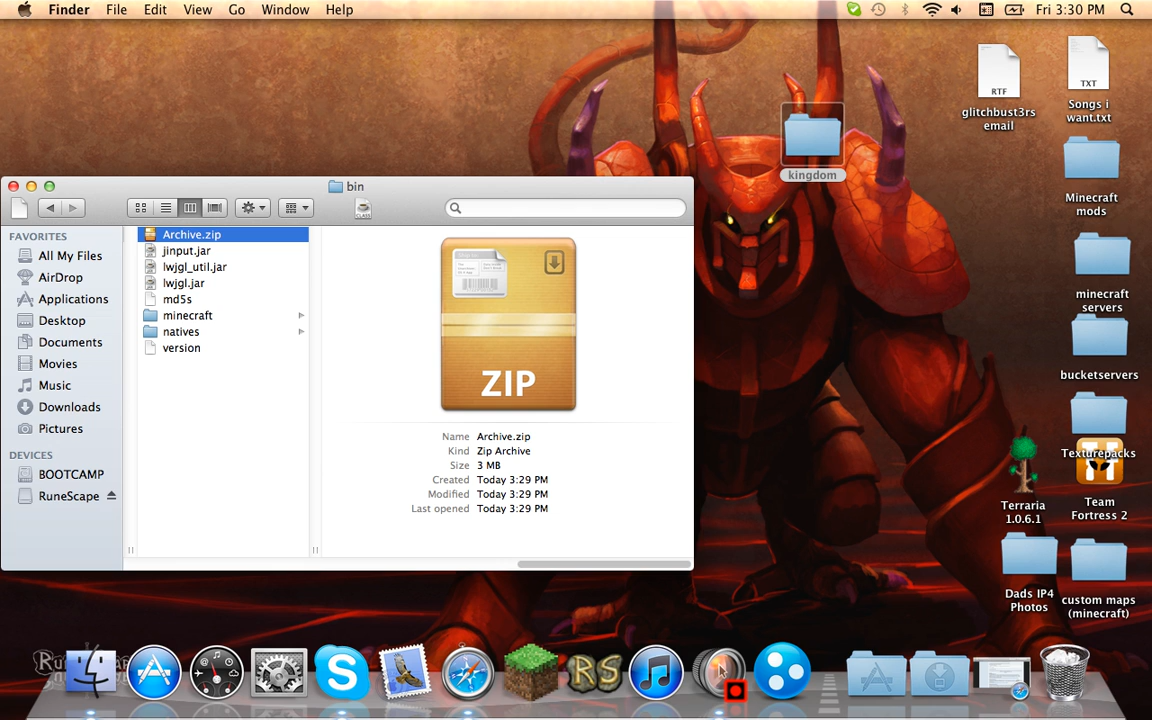 Finder File Edit View Go Window Help
Fri 3:30 PM
RTF
glitchbust3rs
email
TXT
Songs i
want.txt
kingdom
Minecraft
mods
minecraft
servers
bucketservers
Texturepacks
Terraria
1.0.6.1
Team
Fortress 2
Dads IP4
Photos
custom maps
(minecraft)
bin
CLASS
FAVORITES
All My Files
AirDrop
Applications
Desktop
Documents
Movies
Music
Downloads
Pictures
DEVICES
BOOTCAMP
RuneScape
Archive.zip
jinput.jar
lwjgl_util.jar
lwjgl.jar
md5s
minecraft
natives
version
ZIP
Name Archive.zip
Kind Zip Archive
Size 3 MB
Created Today 3:29 PM
Modified Today 3:29 PM
Last opened Today 3:29 PM
RS